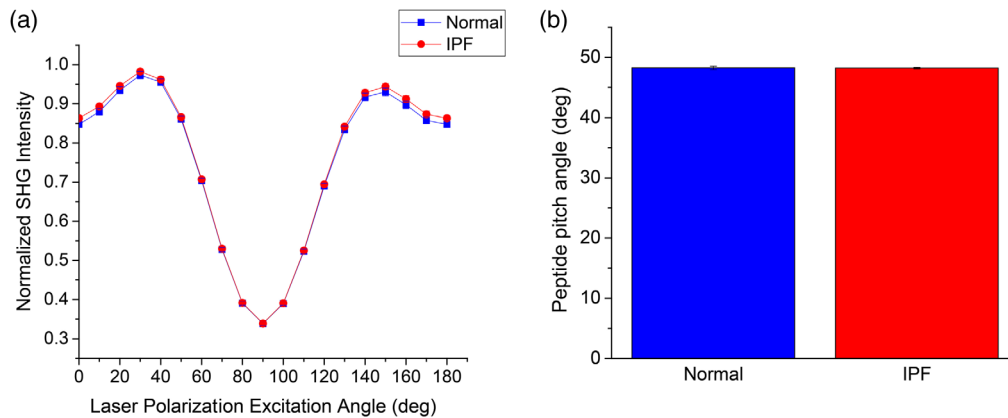 (a)
Normal
IPF
Normalized SHG Intensity
1.0
0.9
0.8
0.7
0.6
0.5
0.4
0.3
0 20 40 60 80 100 120 140 160 180
Laser Polarization Excitation Angle (deg)
(b)
Peptide pitch angle (deg)
50
40
30
20
10
0
Normal IPF